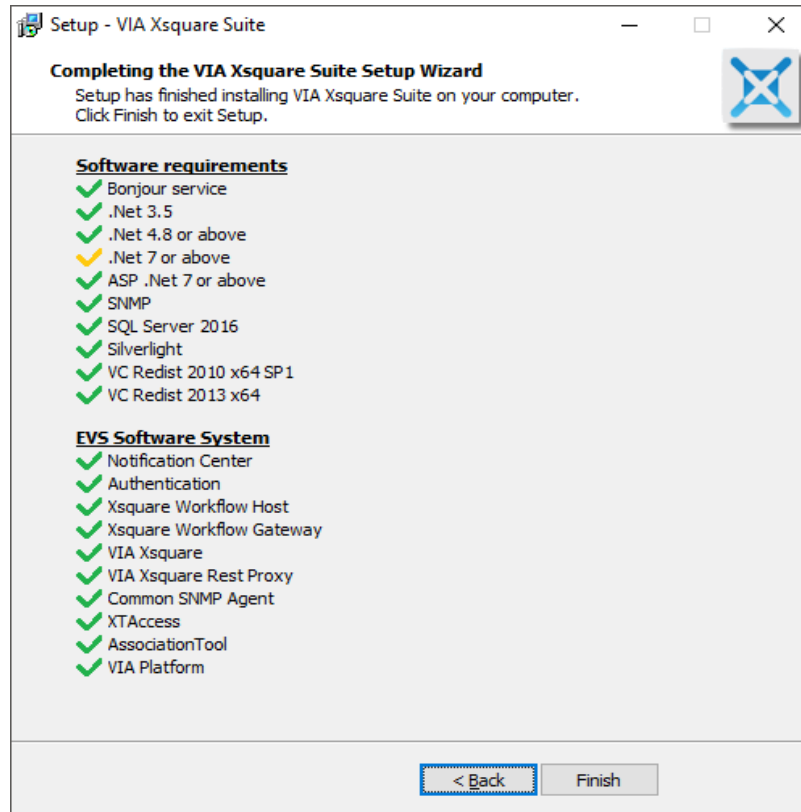 Setup - VIA Xsquare Suite
Completing the VIA Xsquare Suite Setup Wizard
Setup has finished installing VIA Xsquare Suite on your computer.
Click Finish to exit Setup.
Software requirements
Bonjour service
.Net 3.5
.Net 4.8 or above
.Net 7 or above
ASP .Net 7 or above
SNMP
SQL Server 2016
Silverlight
VC Redist 2010 x64 SP1
VC Redist 2013 x64
EVS Software System
Notification Center
Authentication
Xsquare Workflow Host
Xsquare Workflow Gateway
VIA Xsquare
VIA Xsquare Rest Proxy
Common SNMP Agent
XTAccess
AssociationTool
VIA Platform
< Back Finish